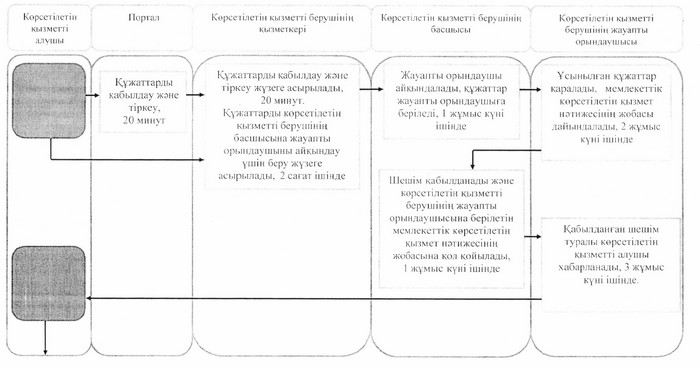 Көрсетілетін
қызметті
алушы
Портал
Көрсетілетін қызметті берушінің
қызметкері
Көрсетілетін қызметті берушінің
басшысы
Көрсетілетін қызметті
берушінің жауапты
орындаушысы
Құжаттарды
қабылдау және
тіркеу,
20 минут
Құжаттарды қабылдау және
тіркеу жүзеге асырылады,
20 минут.
Құжаттарды көрсетілетін
қызметті берушінің
басшысына жауапты
орындаушыны айқындау
үшін беру жүзеге
асырылады, 2 сағат ішінде
Жауапты орындаушы
айқындалады, құжаттар
жауапты орындаушыға
беріледі, 1 жұмыс күні
ішінде
Ұсынылған құжаттар
қаралады, мемлекеттік
көрсетілетін қызмет
нәтижесінің жобасы
дайындалады, 2 жұмыс
күні ішінде
Шешім қабылданады және
көрсетілетін қызметті
берушінің жауапты
орындаушысына берілетін
мемлекеттік көрсетілетін
қызмет нәтижесінің
жобасына қол қойылады,
1 жұмыс күні ішінде
Қабылданған шешім
туралы көрсетілетін
қызметті алушы
хабарланады, 3 жұмыс
күні ішінде.